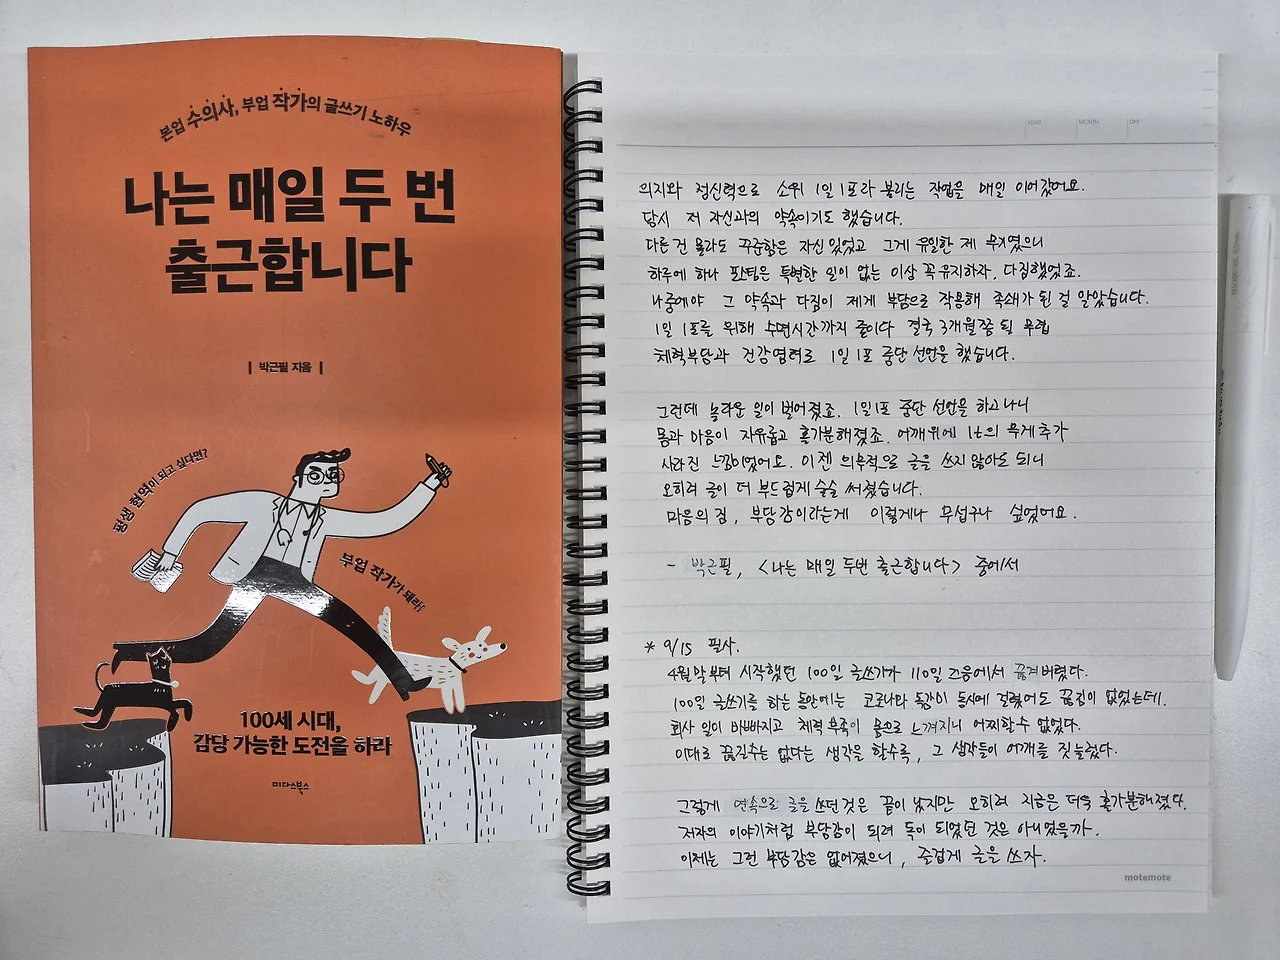 본업 수의사, 부업 작가의 글쓰기 노하우
나는 매일 두 번
출근합니다
박근필 지음
평생 현역이 되고 싶다면?
부업 작가가 돼라!
100세 시대,
감당 가능한 도전을 하라
미다스북스
YEAR MONTH DAY
의지와 정신력으로 소위 1일 1포라 불리는 작업을 매일 이어갔어요.
당시 저 자신과의 약속이기도 했습니다.
다른 건 몰라도 꾸준함은 자신 있었고 그게 유일한 제 무기였으니
하루에 하나 포스팅은 특별한 일이 없는 이상 꼭 유지하자. 다짐했었죠.
나중에야 그 약속과 다짐이 제게 부담으로 작용해 족쇄가 된 걸 알았습니다.
1일 1포를 위해 수면시간까지 줄이다 결국 3개월쯤 될 무렵
체력부담과 건강염려로 1일 1포 중단 선언을 했습니다.
그런데 놀라운 일이 벌어졌죠. 1일1포 중단 선언을 하고나니
몸과 마음이 자유롭고 홀가분해졌죠. 어깨위에 1t의 무게추가
사라진 느낌이었어요. 이젠 의무적으로 글을 쓰지 않아도 되니
오히려 글이 더 부드럽게 술술 써졌습니다.
마음의 짐, 부담감이라는게 이렇게나 무섭구나 싶었어요.
- 박근필, <나는 매일 두번 출근합니다> 중에서
* 9/15 필사.
4월말부터 시작했던 100일 글쓰기가 110일 즈음에서 끊겨버렸다.
100일 글쓰기를 하는 동안에는 코로나와 독감이 동시에 걸렸어도 끊김이 없었는데.
회사 일이 바빠지고 체력 부족이 몸으로 느껴지니 어찌할수 없었다.
이대로 끊길수는 없다는 생각을 할수록, 그 생각들이 어깨를 짓눌렀다.
그렇게 연속으로 글을 쓰던것은 끝이 났지만 오히려 지금은 더욱 홀가분해졌다.
저자의 이야기처럼 부담감이 되려 독이 되었던 것은 아니었을까.
이제는 그런 부담감은 없어졌으니, 즐겁게 글을 쓰자.
motemote